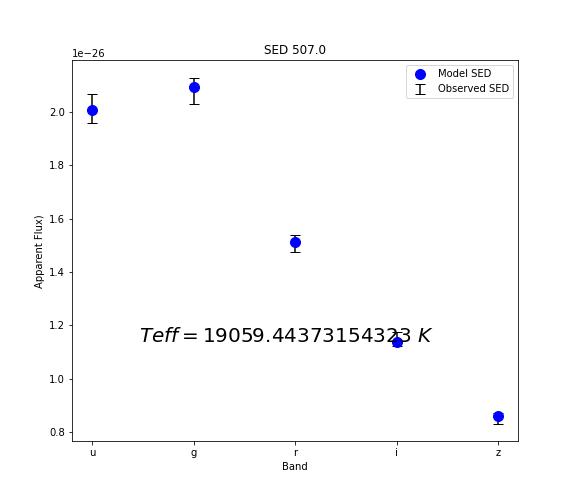 SED 507.0
1e−26
Model SED
Observed SED
2.0
1.8
1.6
1.4
1.2
1.0
0.8
Apparent Flux)
Teff = 19059.44373154323 K
u g r i z
Band